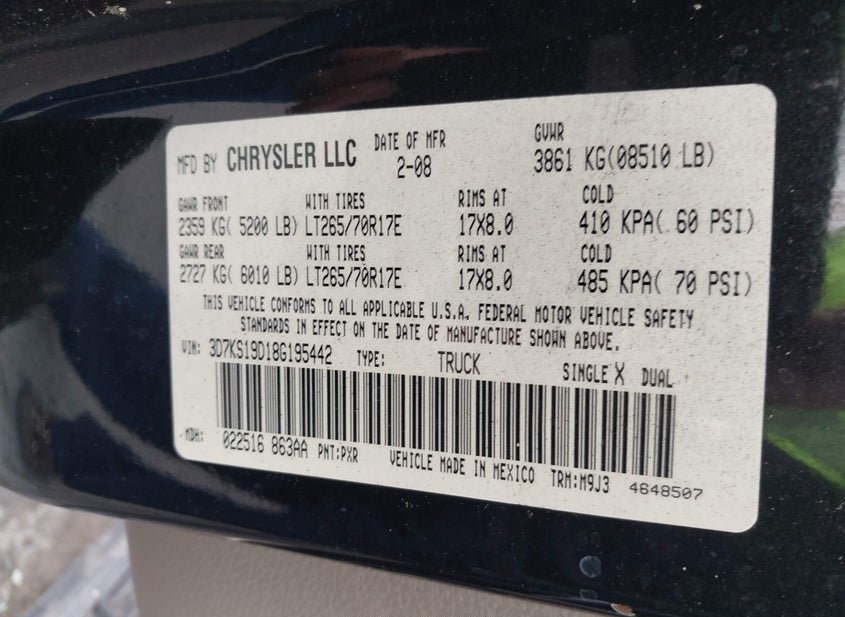 MFD BY CHRYSLER LLC DATE OF MFR GVWR
2-08 3861 KG(08510 LB)
GAWR FRONT WITH TIRES RIMS AT COLD
2359 KG( 5200 LB) LT265/70R17E 17X8.0 410 KPA( 60 PSI)
GAWR REAR WITH TIRES RIMS AT COLD
2727 KG( 6010 LB) LT265/70R17E 17X8.0 485 KPA( 70 PSI)
THIS VEHICLE CONFORMS TO ALL APPLICABLE U.S.A. FEDERAL MOTOR VEHICLE SAFETY
STANDARDS IN EFFECT ON THE DATE OF MANUFACTURE SHOWN ABOVE.
VIN: 3D7KS19D18G195442 TYPE: TRUCK SINGLE X DUAL
MDH: 022516 863AA PNT:PXR VEHICLE MADE IN MEXICO TRM:M9J3 4648507